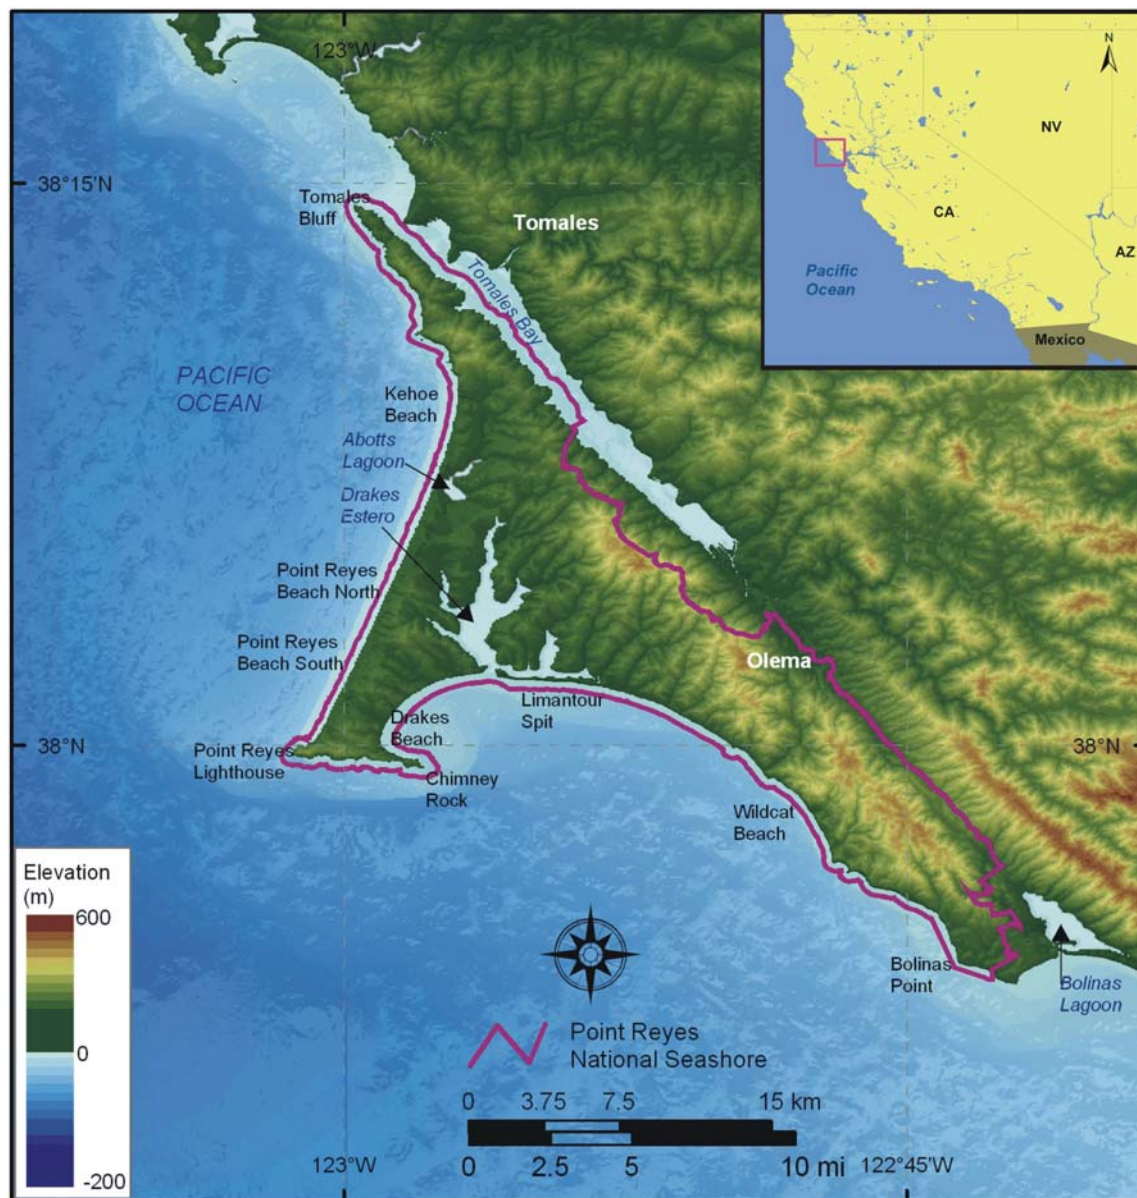 123°W
N
NV
CA
AZ
Pacific
Ocean
Mexico
38°15'N
Tomales
Bluff
Tomales
Tomales Bay
PACIFIC
OCEAN
Kehoe
Beach
Abotts
Lagoon
Drakes
Estero
Point Reyes
Beach North
Point Reyes
Beach South
Olema
Limantour
Spit
Drakes
Beach
38°N
38°N
Point Reyes
Lighthouse
Chimney
Rock
Wildcat
Beach
Bolinas
Point
Bolinas
Lagoon
Elevation
(m)
600
0
-200
Point Reyes
National Seashore
0 3.75 7.5 15 km
0 2.5 5 10 mi
123°W
122°45'W